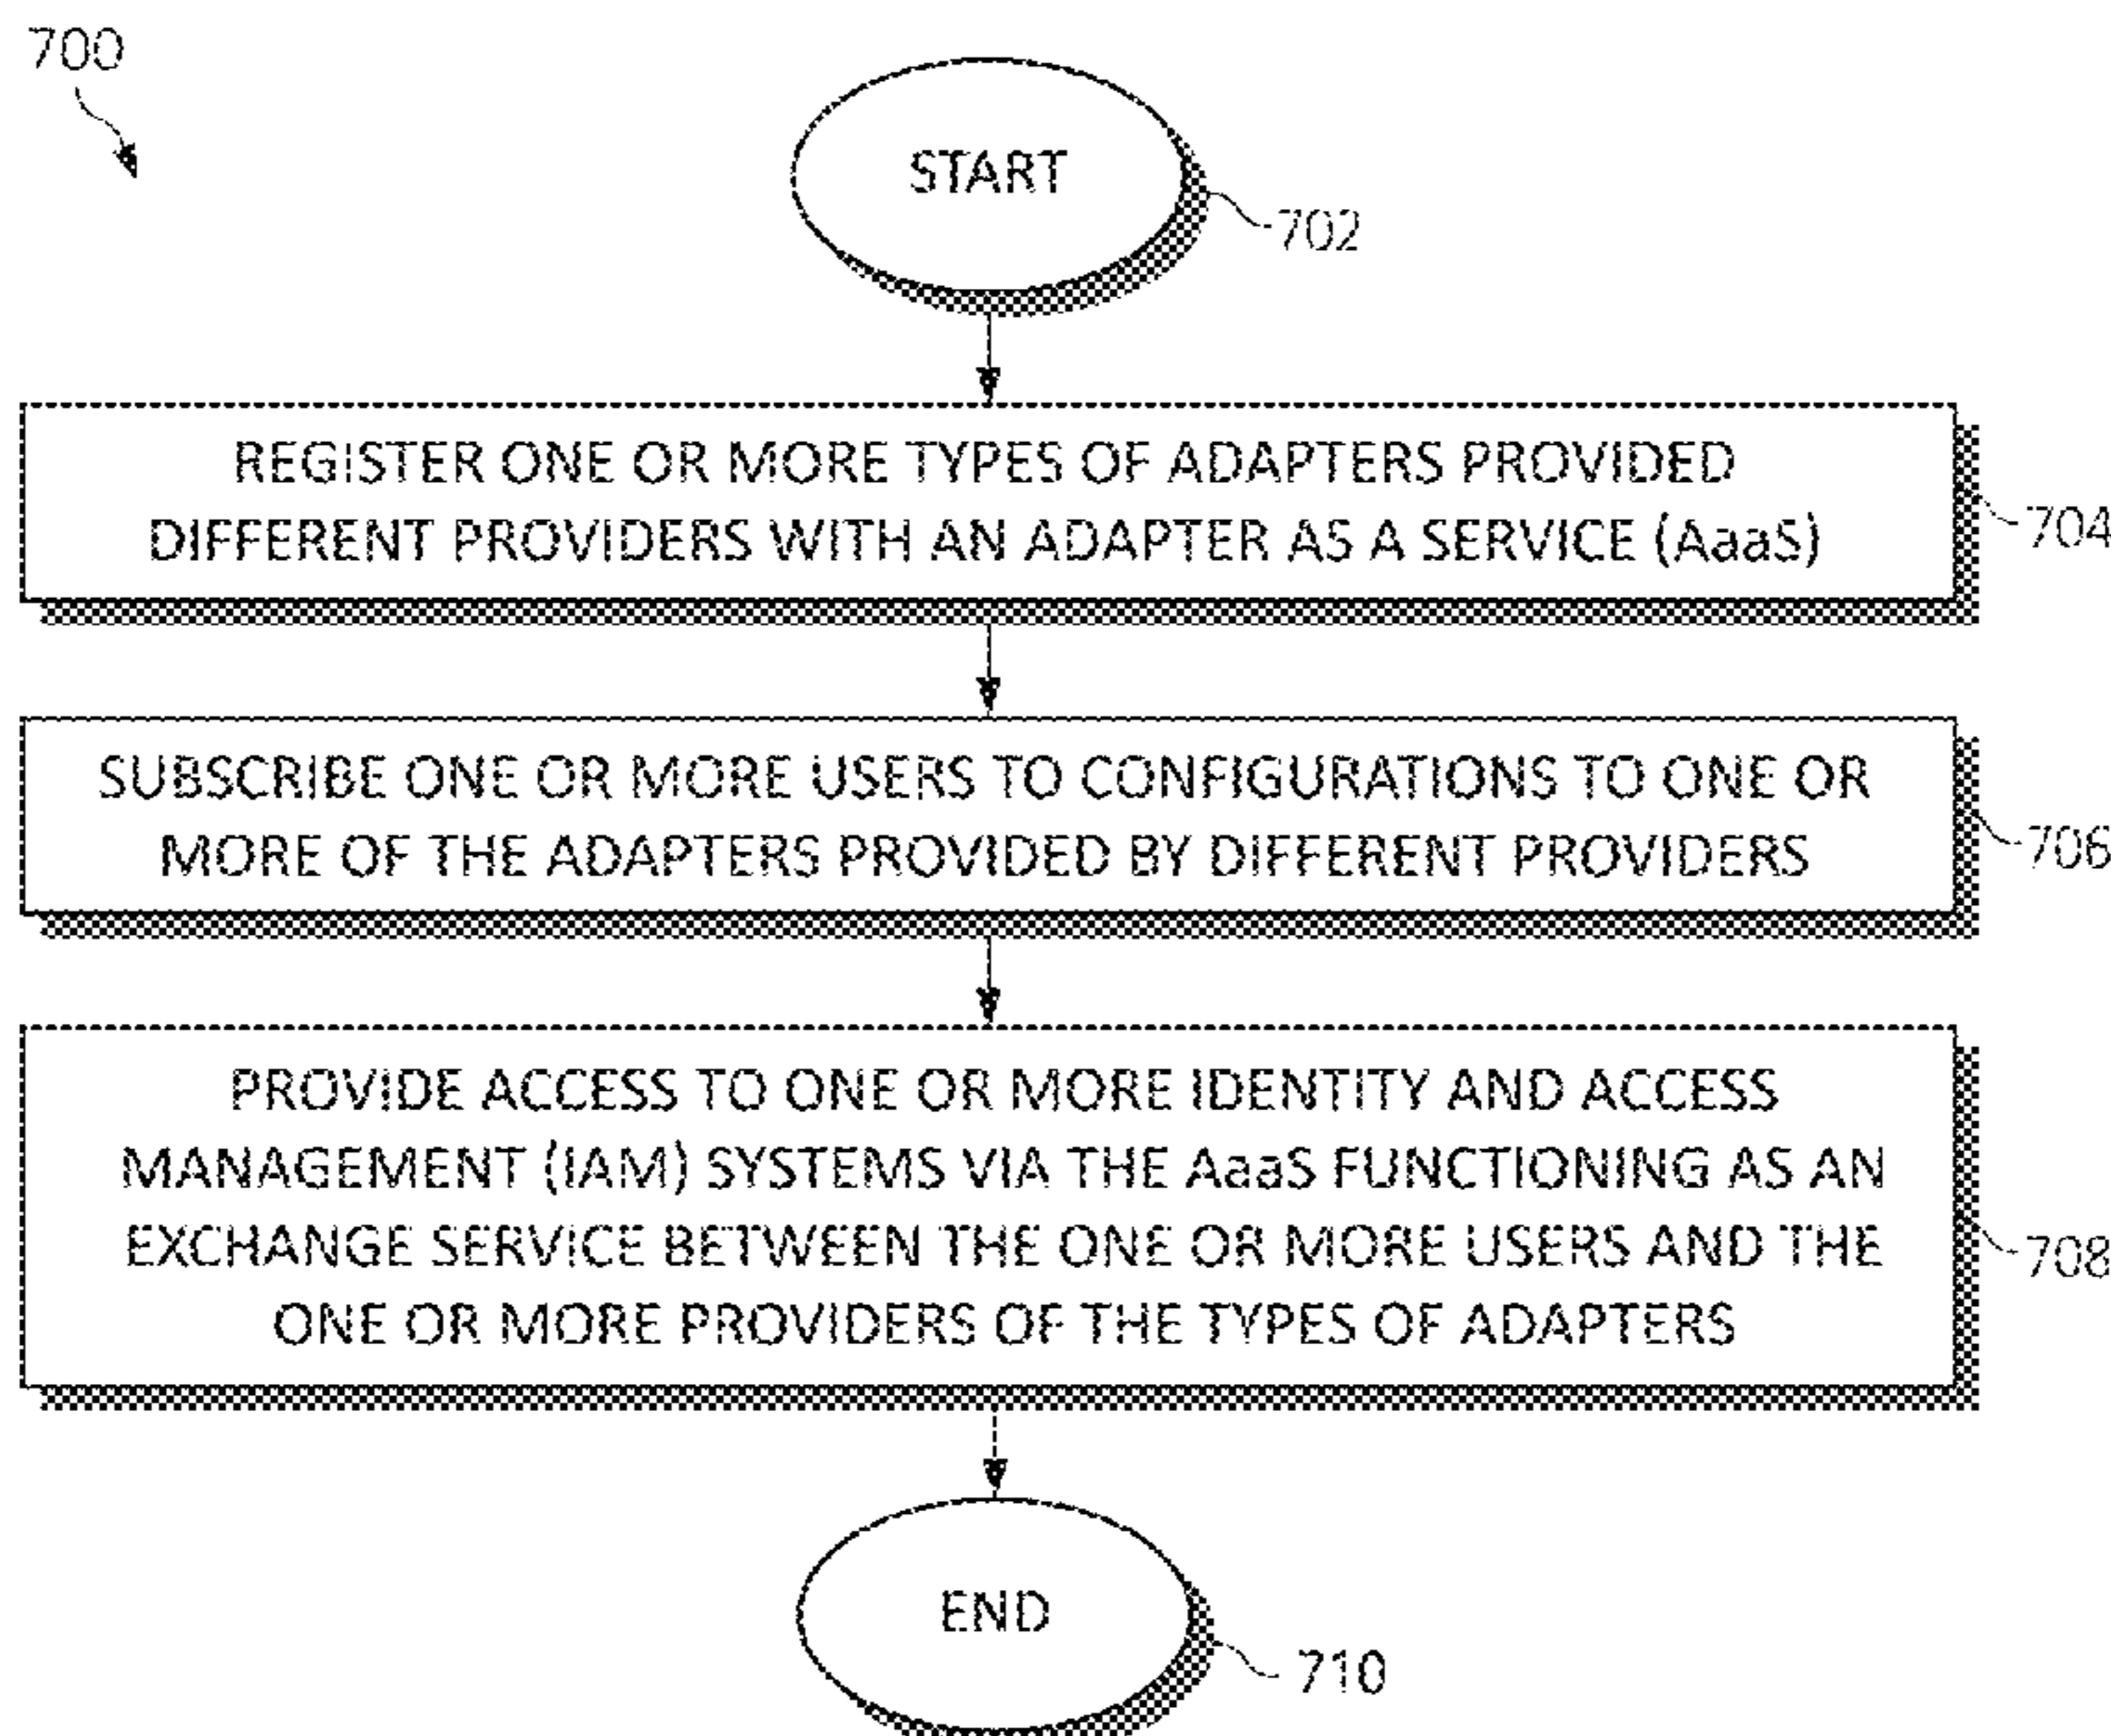 700
START
702
REGISTER ONE OR MORE TYPES OF ADAPTERS PROVIDED
DIFFERENT PROVIDERS WITH AN ADAPTER AS A SERVICE (AaaS)
704
SUBSCRIBE ONE OR MORE USERS TO CONFIGURATIONS TO ONE OR
MORE OF THE ADAPTERS PROVIDED BY DIFFERENT PROVIDERS
706
PROVIDE ACCESS TO ONE OR MORE IDENTITY AND ACCESS
MANAGEMENT (IAM) SYSTEMS VIA THE AaaS FUNCTIONING AS AN
EXCHANGE SERVICE BETWEEN THE ONE OR MORE USERS AND THE
ONE OR MORE PROVIDERS OF THE TYPES OF ADAPTERS
708
END
710